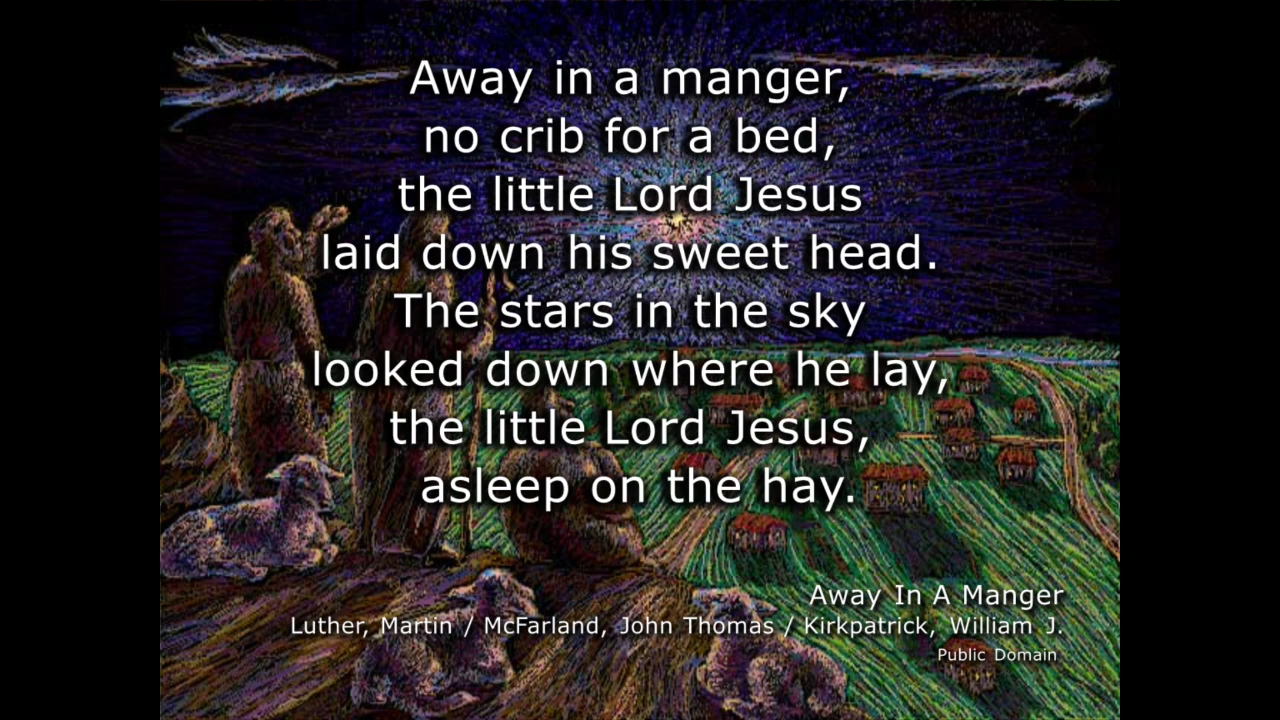 Away in a manger,
no crib for a bed,
the little Lord Jesus
laid down his sweet head.
The stars in the sky
looked down where he lay,
the little Lord Jesus,
asleep on the hay.
Away In A Manger
Luther, Martin / McFarland, John Thomas / Kirkpatrick, William J.
Public Domain